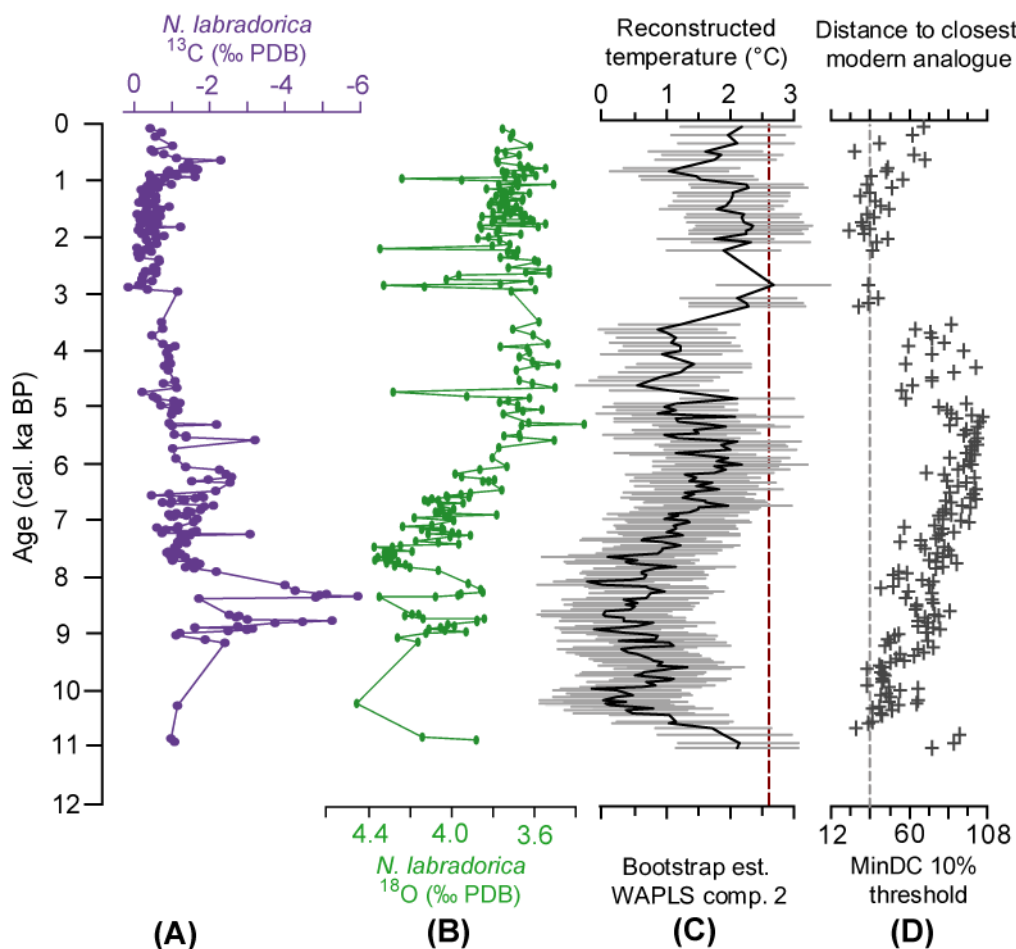 N. labradorica
13C (‰ PDB)
0 -2 -4 -6
Reconstructed
temperature (°C)
0 1 2 3
Distance to closest
modern analogue
Age (cal. ka BP)
0
1
2
3
4
5
6
7
8
9
10
11
12
4.4 4.0 3.6
N. labradorica
18O (‰ PDB)
Bootstrap est.
WAPLS comp. 2
12 60 108
MinDC 10%
threshold
(A) (B) (C) (D)